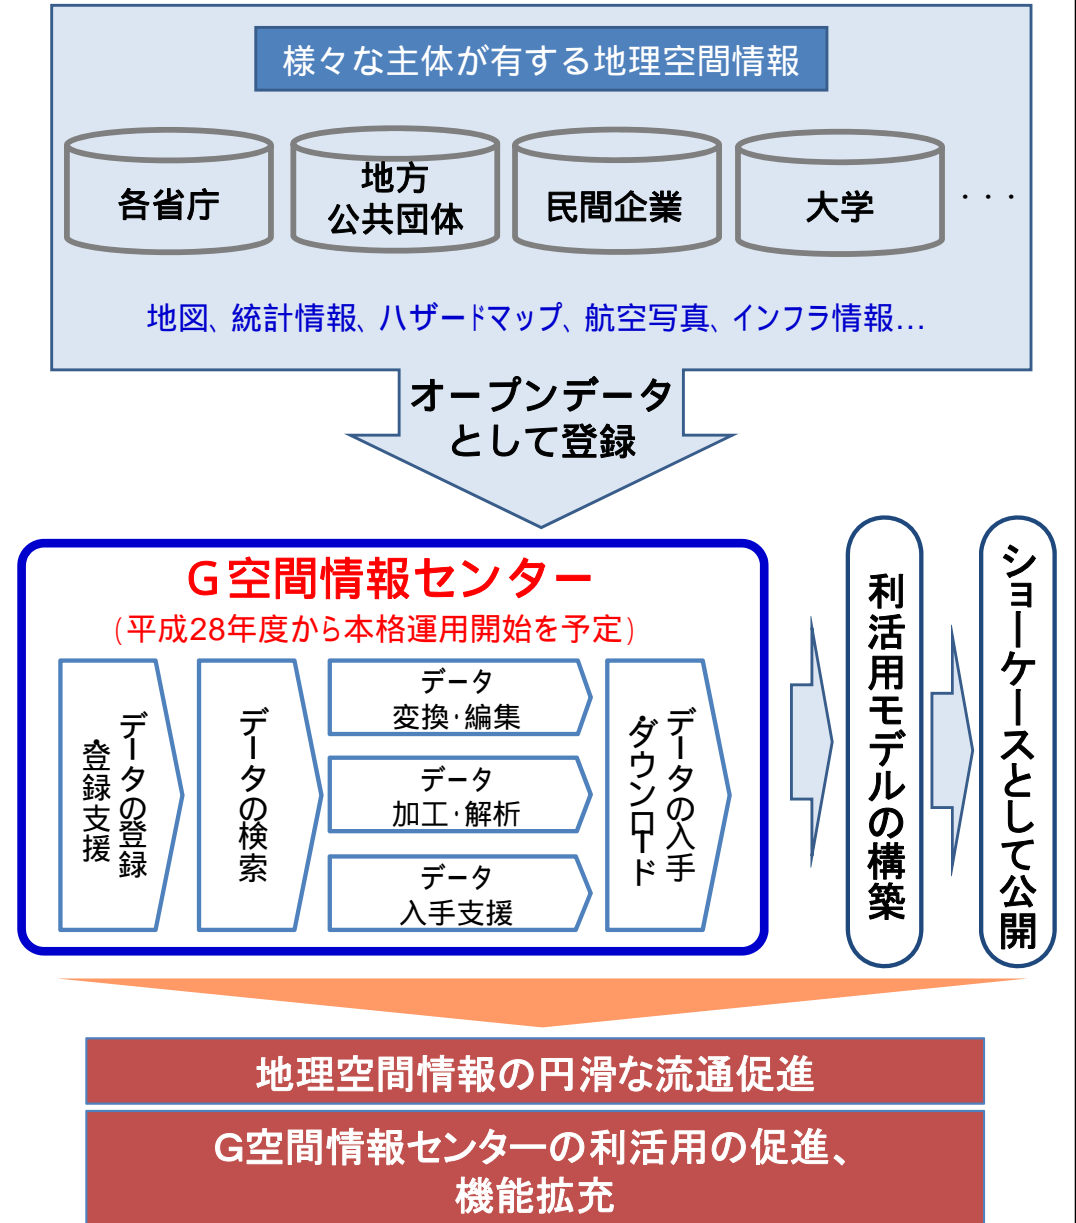 様々な主体が有する地理空間情報
各省庁
地方
公共団体
民間企業
大学
・・・
地図、統計情報、ハザードマップ、航空写真、インフラ情報…
オープンデータ
として登録
G空間情報センター
(平成28年度から本格運用開始を予定)
データの登録
・登録支援
データの検索
データ
変換・編集
データ
加工・解析
データ
入手支援
データの入手
・ダウンロード
利活用モデルの構築
ショーケースとして公開
地理空間情報の円滑な流通促進
G空間情報センターの利活用の促進、
機能拡充